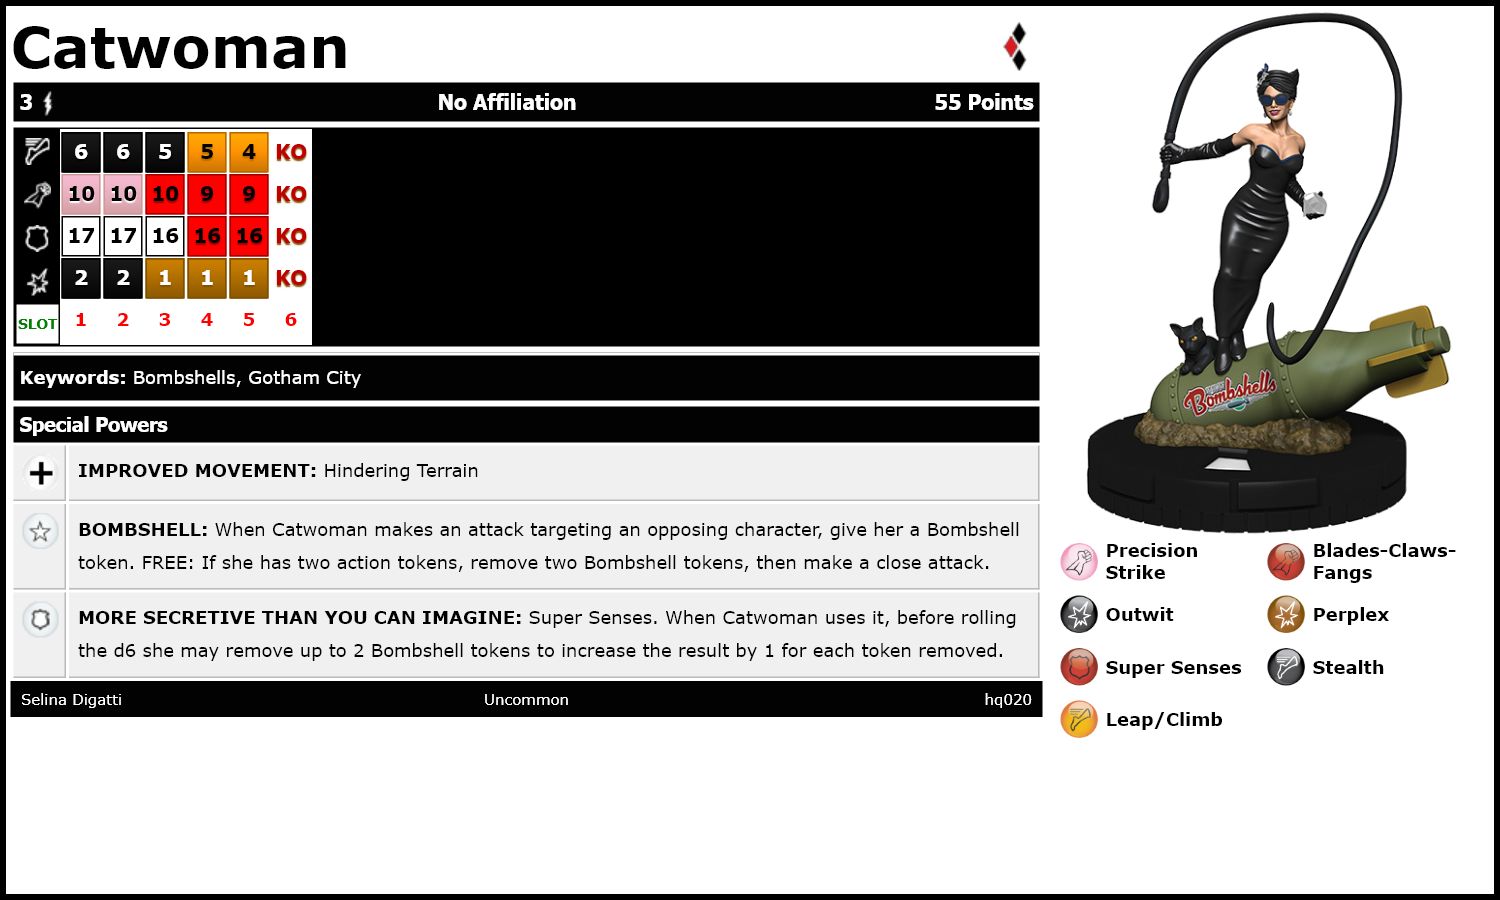 Catwoman
3 No Affiliation 55 Points
6 6 5 5 4 KO
10 10 10 9 9 KO
17 17 16 16 16 KO
2 2 1 1 1 KO
SLOT 1 2 3 4 5 6
Keywords: Bombshells, Gotham City
Special Powers
IMPROVED MOVEMENT: Hindering Terrain
BOMBSHELL: When Catwoman makes an attack targeting an opposing character, give her a Bombshell
token. FREE: If she has two action tokens, remove two Bombshell tokens, then make a close attack.
MORE SECRETIVE THAN YOU CAN IMAGINE: Super Senses. When Catwoman uses it, before rolling
the d6 she may remove up to 2 Bombshell tokens to increase the result by 1 for each token removed.
Selina Digatti Uncommon hq020
Bombshells
Precision
Strike
Blades-Claws-
Fangs
Outwit
Perplex
Super Senses
Stealth
Leap/Climb